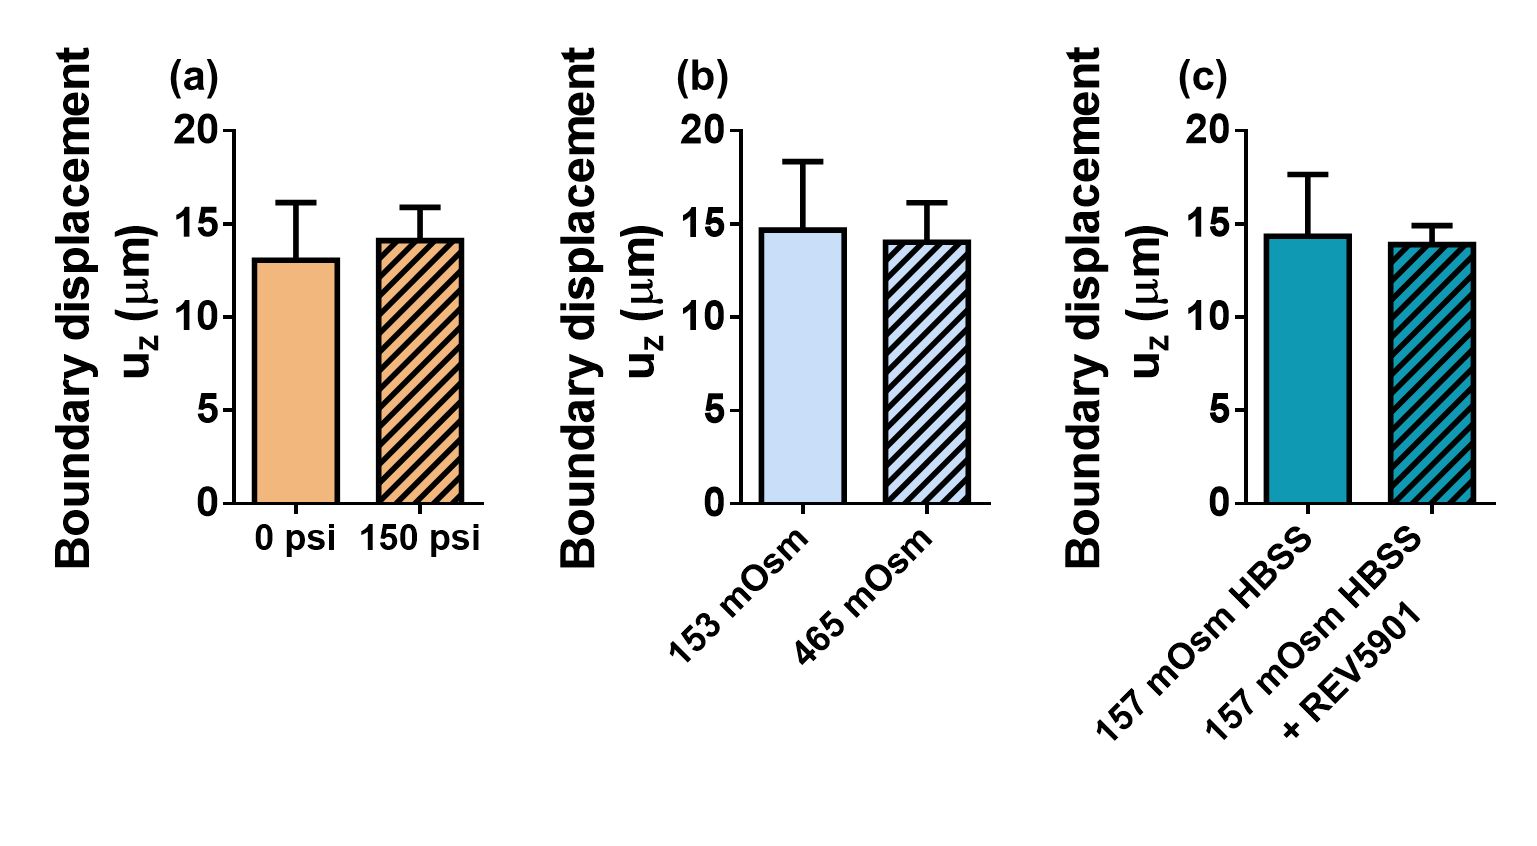 (a)
Boundary displacement
uz (μm)
20
15
10
5
0
0 psi
150 psi
(b)
Boundary displacement
uz (μm)
20
15
10
5
0
153 mOsm
465 mOsm
(c)
Boundary displacement
uz (μm)
20
15
10
5
0
157 mOsm HBSS
157 mOsm HBSS
+ REV5901